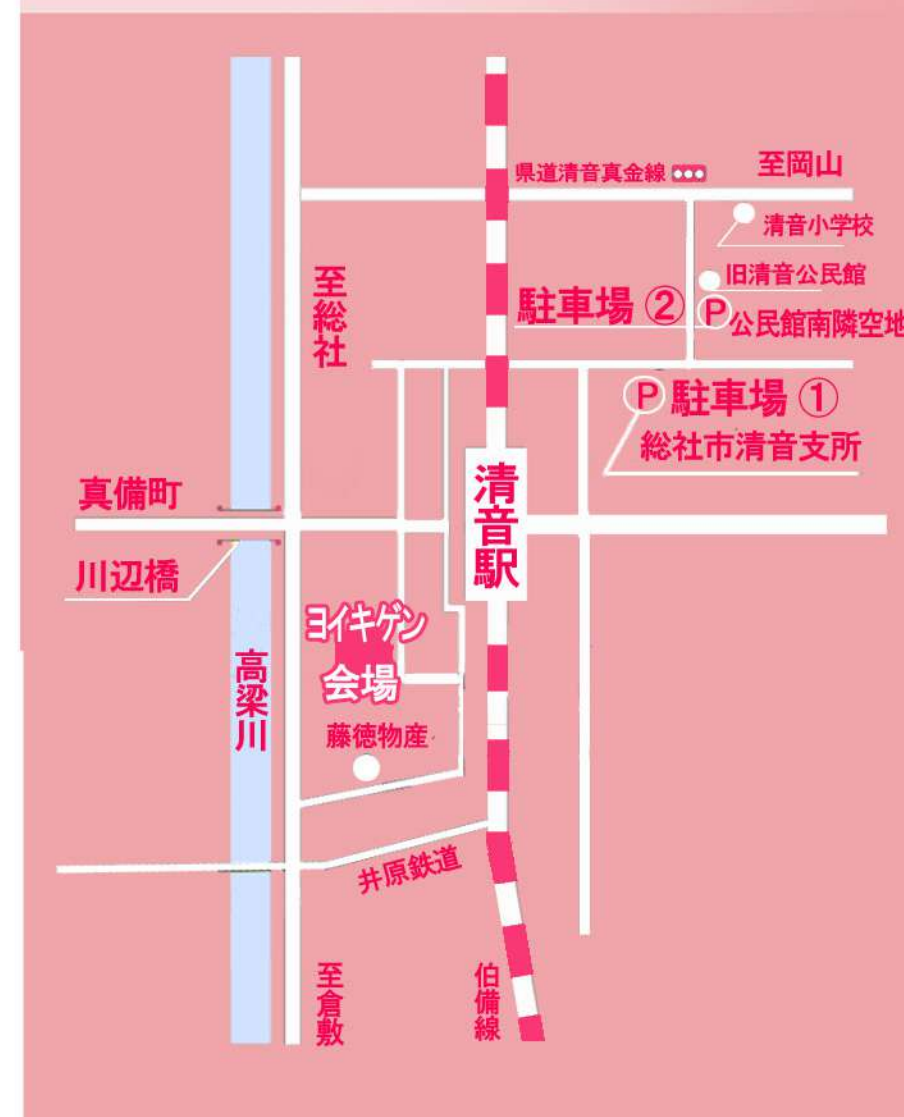 県道清音真金線
至岡山
清音小学校
旧清音公民館
至総社
駐車場 ②
P
公民館南隣空地
P 駐車場 ①
総社市清音支所
真備町
清音駅
川辺橋
ヨイキゲン
会場
高梁川
藤徳物産
井原鉄道
至倉敷
伯備線